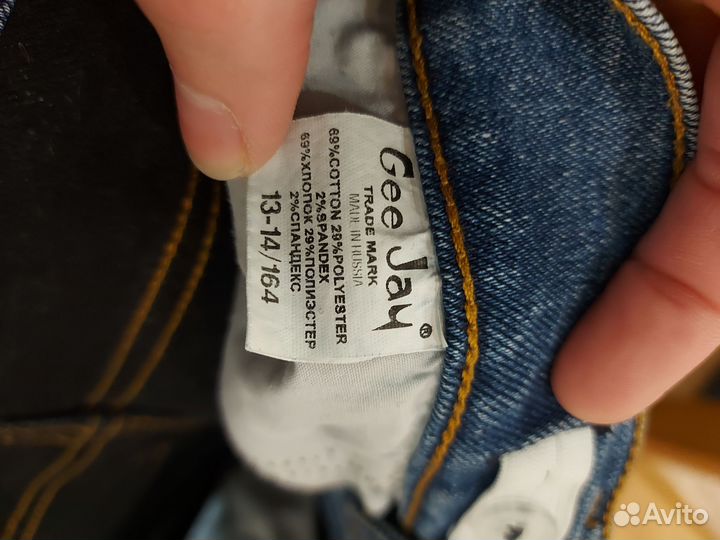 Gee Jay ®
TRADE MARK
MADE IN RUSSIA
69%COTTON 29%POLYESTER
2%SPANDEX
69%ХЛОПОК 29%ПОЛИЭСТЕР
2%СПАНДЕКС
13-14/164
Avito